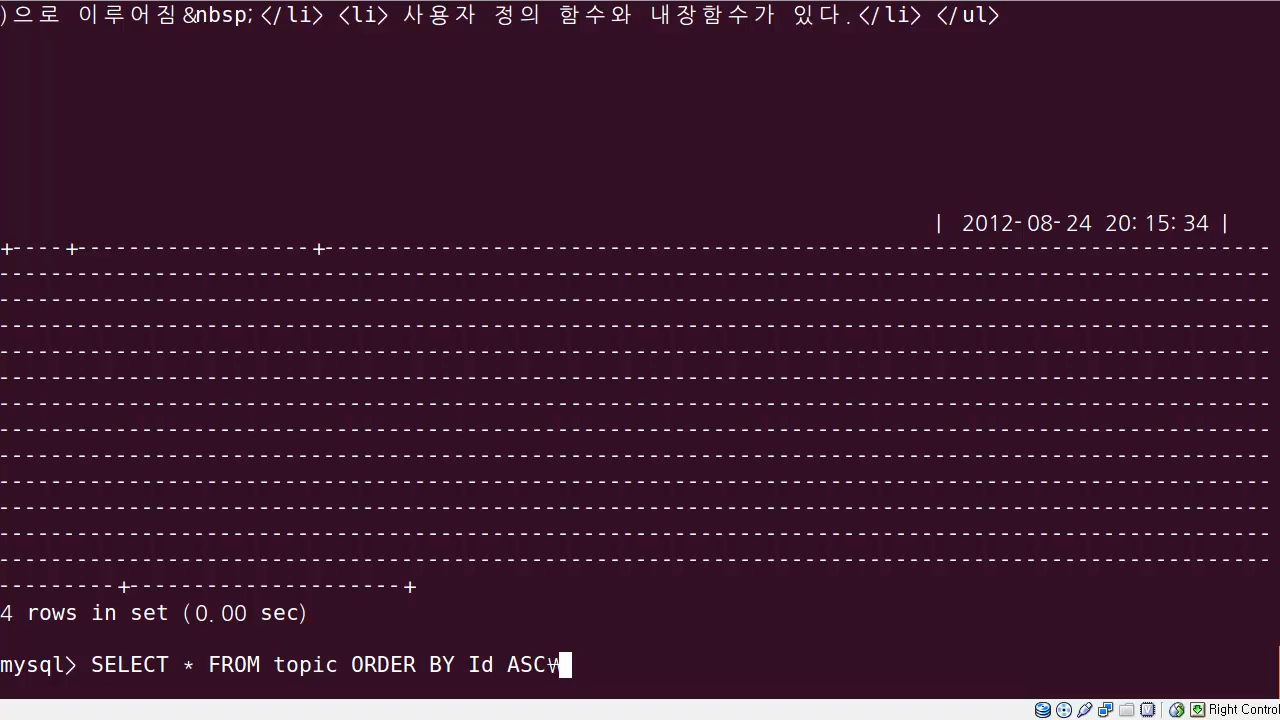 )으로 이루어짐&nbsp;</li> <li> 사용자 정의 함수와 내장함수가 있다.</li> </ul>
| 2012-08-24 20:15:34 |
+----+------------------+-------------------------------------------------------------------------
--------------------------------------------------------------------------------------------------
--------------------------------------------------------------------------------------------------
--------------------------------------------------------------------------------------------------
--------------------------------------------------------------------------------------------------
--------------------------------------------------------------------------------------------------
--------------------------------------------------------------------------------------------------
--------------------------------------------------------------------------------------------------
--------------------------------------------------------------------------------------------------
--------------------------------------------------------------------------------------------------
--------------------------------------------------------------------------------------------------
--------------------------------------------------------------------------------------------------
--------------------------------------------------------------------------------------------------
---------+---------------------+
4 rows in set (0.00 sec)
mysql> SELECT * FROM topic ORDER BY Id ASC₩
Right Control